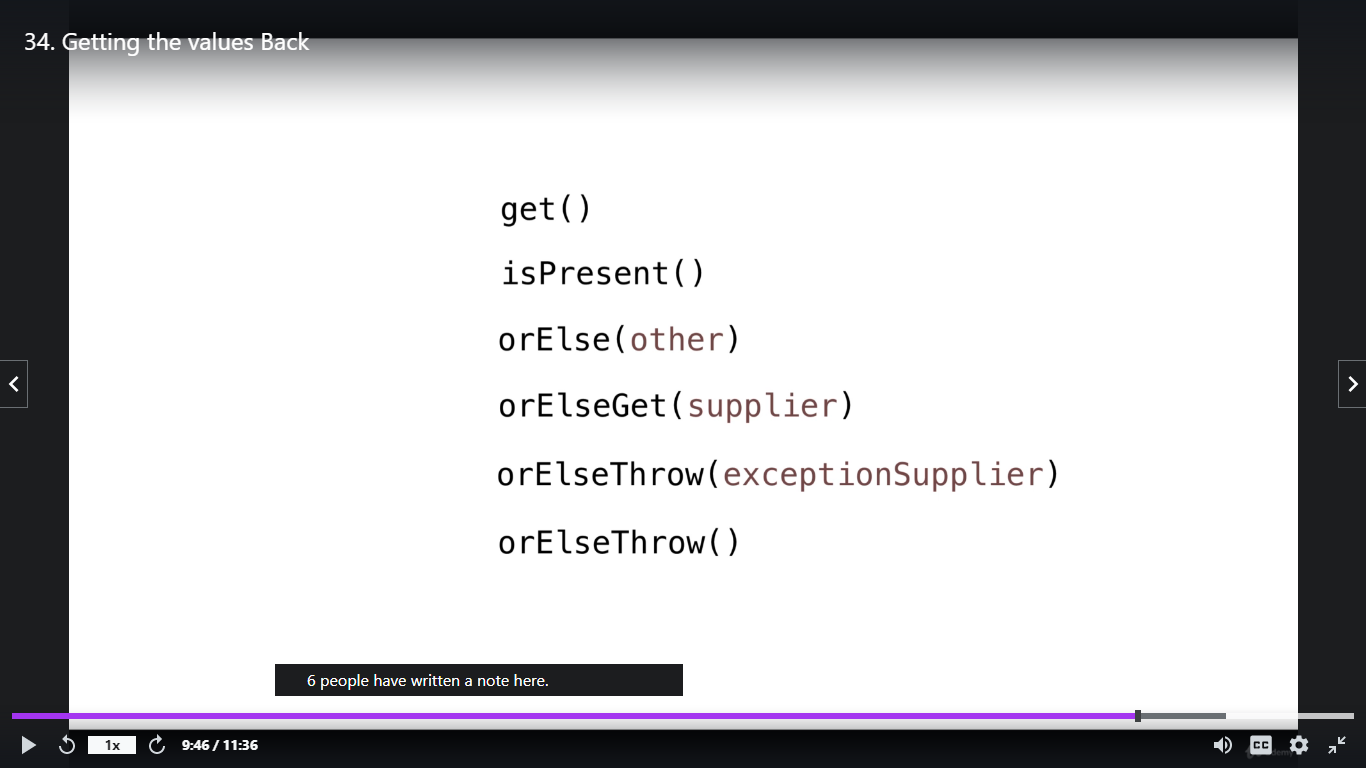 34. Getting the values Back
get()
isPresent()
orElse(other)
orElseGet(supplier)
orElseThrow(exceptionSupplier)
orElseThrow()
6 people have written a note here.
1x
9:46 / 11:36
CC